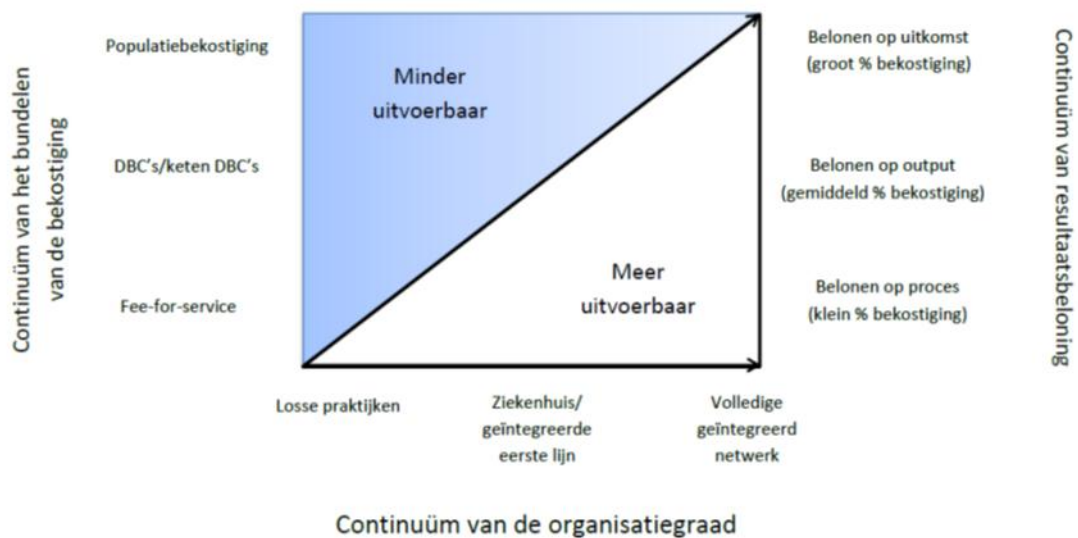 Continuüm van het bundelen
van de bekostiging
Populatiebekostiging
DBC's/keten DBC's
Fee-for-service
Minder
uitvoerbaar
Meer
uitvoerbaar
Belonen op uitkomst
(groot % bekostiging)
Belonen op output
(gemiddeld % bekostiging)
Belonen op proces
(klein % bekostiging)
Continuüm van resultaatsbeloning
Losse praktijken
Ziekenhuis/
geïntegreerde
eerste lijn
Volledige
geïntegreerd
netwerk
Continuüm van de organisatiegraad